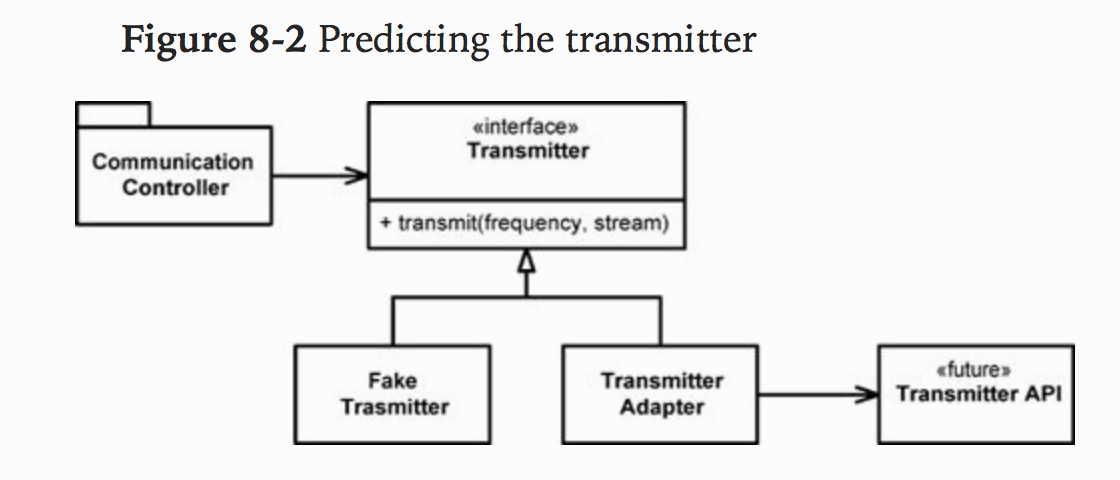 Figure 8-2 Predicting the transmitter
«interface»
Transmitter
Communication
Controller
+ transmit(frequency, stream)
Fake
Trasmitter
Transmitter
Adapter
«future»
Transmitter API